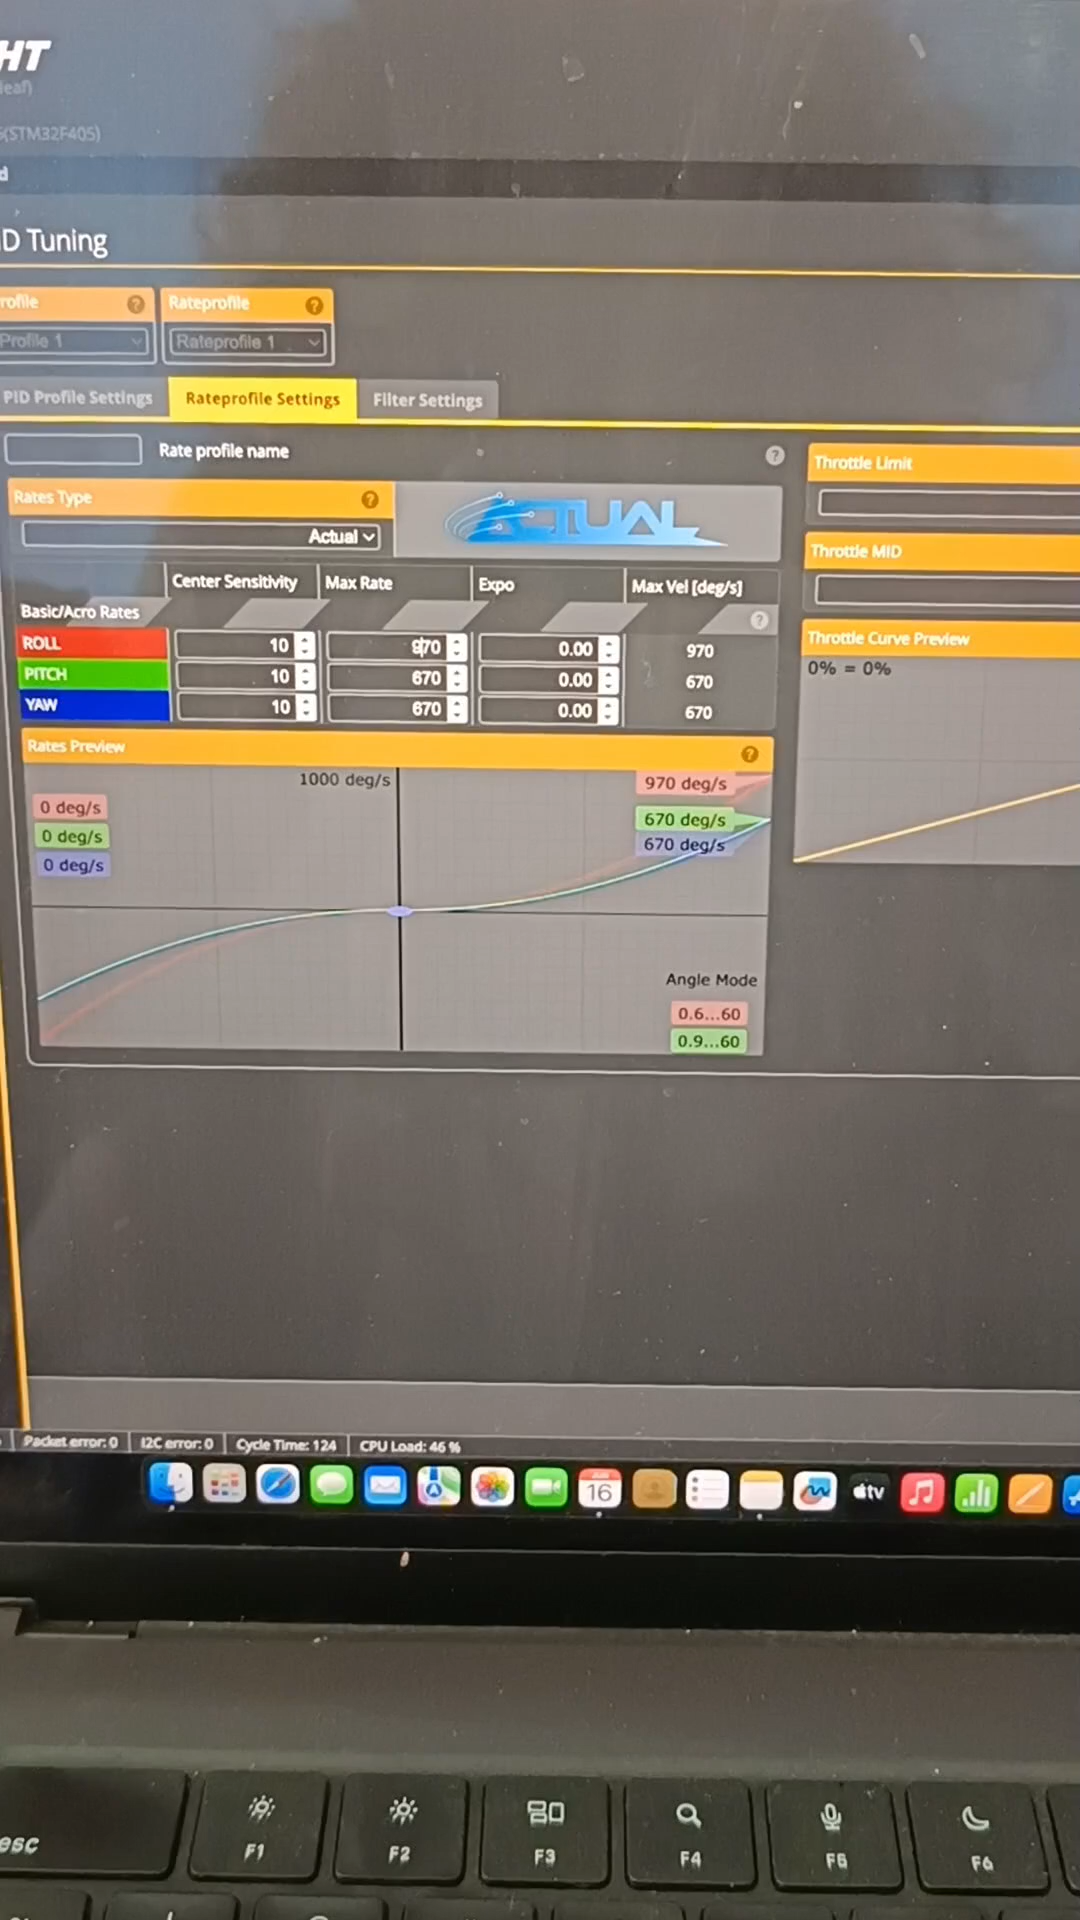 HT
leaf)
(STM32F405)
d
D Tuning
rofile
Rateprofile
Profile 1
Rateprofile 1
PID Profile Settings
Rateprofile Settings
Filter Settings
Rate profile name
Throttle Limit
Rates Type
ACTUAL
Actual
Throttle MID
Center Sensitivity
Max Rate
Expo
Max Vel [deg/s]
Basic/Acro Rates
ROLL 10 970 0.00 970
PITCH 10 670 0.00 670
YAW 10 670 0.00 670
Throttle Curve Preview
0% = 0%
Rates Preview
1000 deg/s
970 deg/s
0 deg/s
670 deg/s
0 deg/s
670 deg/s
0 deg/s
Angle Mode
0.6...60
0.9...60
Packet error: 0
I2C error: 0
Cycle Time: 124
CPU Load: 46 %
16
tv
esc
F1
F2
F3
F4
F5
F6